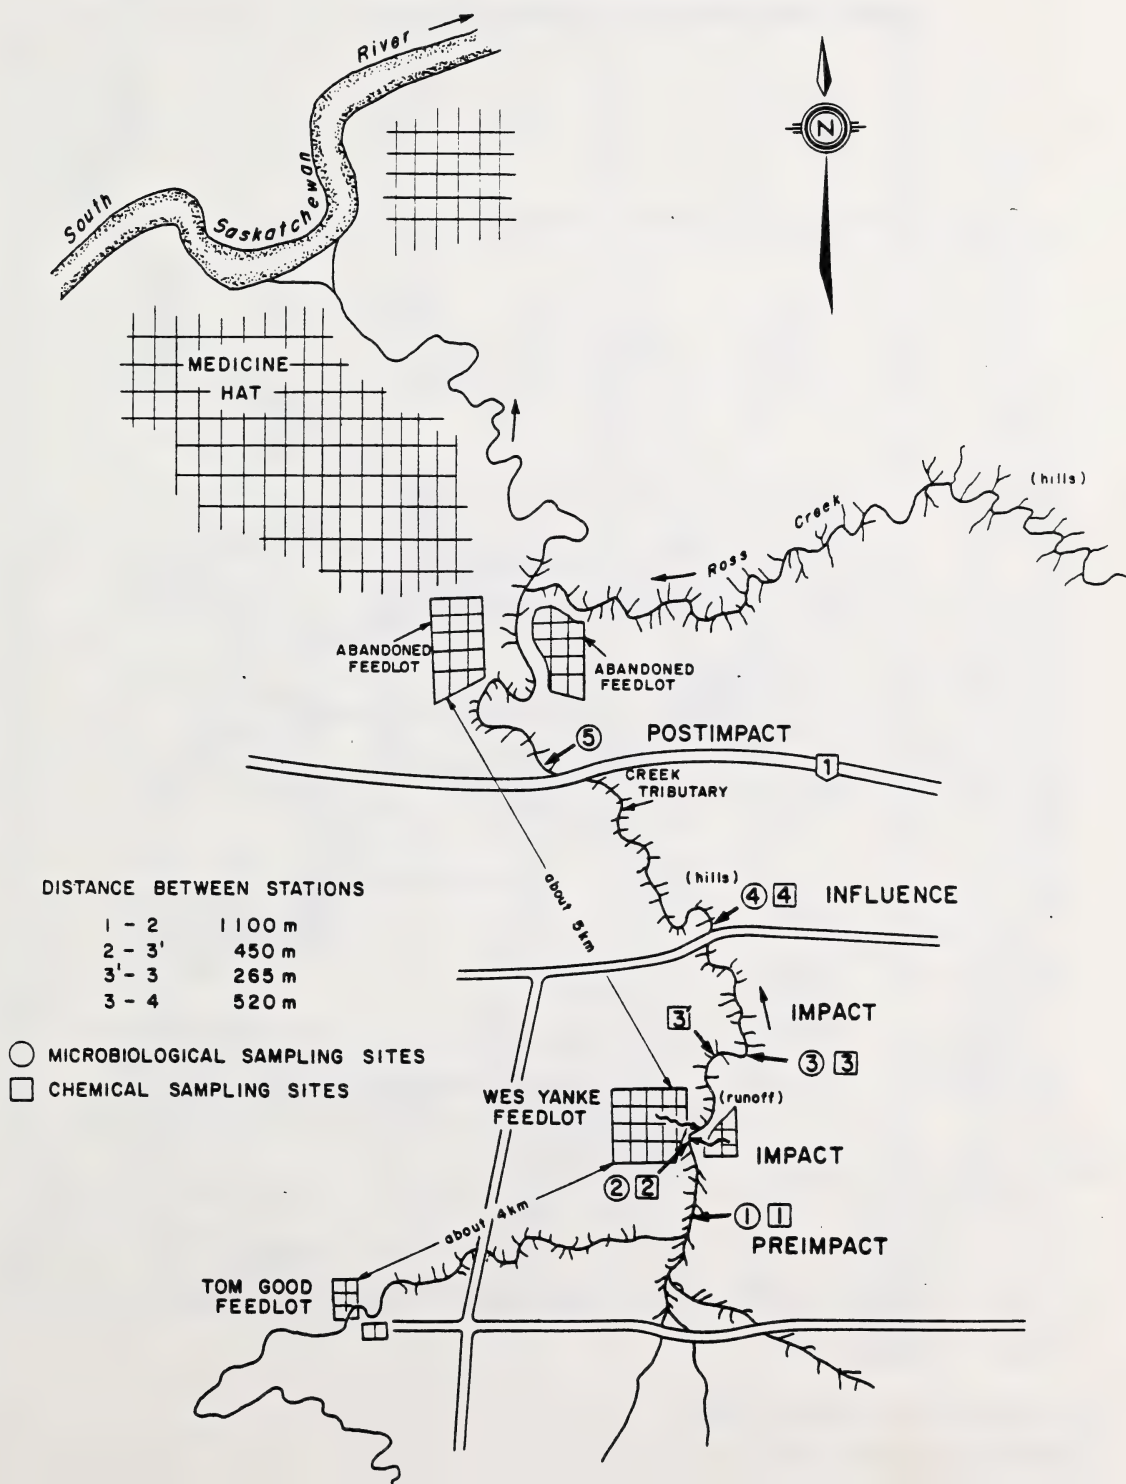 River
South
Saskatchewan
N
MEDICINE
HAT
(hills)
Creek
Ross
ABANDONED
FEEDLOT
ABANDONED
FEEDLOT
5 POSTIMPACT
1
CREEK
TRIBUTARY
(hills)
4 4 INFLUENCE
about 5km
DISTANCE BETWEEN STATIONS
1 - 2 1100 m
2 - 3' 450 m
3' - 3 265 m
3 - 4 520 m
MICROBIOLOGICAL SAMPLING SITES
CHEMICAL SAMPLING SITES
IMPACT
3'
3 3
WES YANKE
FEEDLOT
(runoff)
IMPACT
2 2
1 1
PREIMPACT
about 4km
TOM GOOD
FEEDLOT